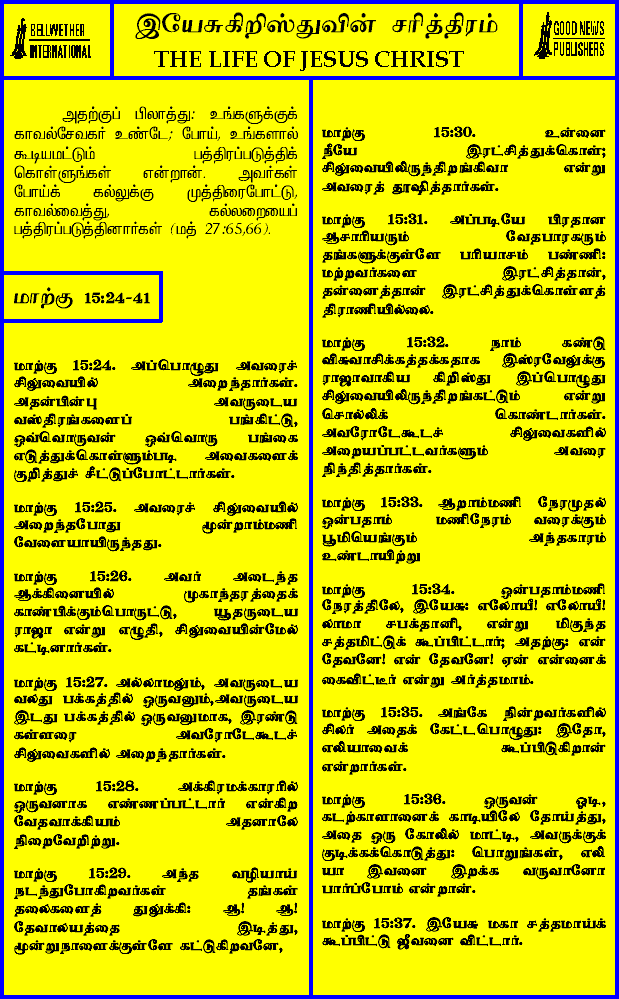 BELLWETHER
INTERNATIONAL
இயேசுகிறிஸ்துவின் சரித்திரம்
THE LIFE OF JESUS CHRIST
GOOD NEWS
PUBLISHERS
அதற்குப் பிலாத்து: உங்களுக்குக்
காவல்சேவகர் உண்டே; போய், உங்களால்
கூடியமட்டும் பத்திரப்படுத்திக்
கொள்ளுங்கள் என்றான். அவர்கள்
போய்க் கல்லுக்கு முத்திரைபோட்டு,
காவல்வைத்து, கல்லறையைப்
பத்திரப்படுத்தினார்கள் (மத் 27:65,66).
மாற்கு 15:24-41
மாற்கு 15:24. அப்பொழுது அவரைச்
சிலுவையில் அறைந்தார்கள்.
அதன்பின்பு அவருடைய
வஸ்திரங்களைப் பங்கிட்டு,
ஒவ்வொருவன் ஒவ்வொரு பங்கை
எடுத்துக்கொள்ளும்படி அவைகளைக்
குறித்துச் சீட்டுப்போட்டார்கள்.
மாற்கு 15:25. அவரைச் சிலுவையில்
அறைந்தபோது மூன்றாம்மணி
வேளையாயிருந்தது.
மாற்கு 15:26. அவர் அடைந்த
ஆக்கினையில் முகாந்தரத்தைக்
காண்பிக்கும்பொருட்டு, யூதருடைய
ராஜா என்று எழுதி, சிலுவையின்மேல்
கட்டினார்கள்.
மாற்கு 15:27. அல்லாமலும், அவருடைய
வலது பக்கத்தில் ஒருவனும்,அவருடைய
இடது பக்கத்தில் ஒருவனுமாக, இரண்டு
கள்ளரை அவரோடேகூடச்
சிலுவைகளில் அறைந்தார்கள்.
மாற்கு 15:28. அக்கிரமக்காரரில்
ஒருவனாக எண்ணப்பட்டார் என்கிற
வேதவாக்கியம் அதனாலே
நிறைவேறிற்று.
மாற்கு 15:29. அந்த வழியாய்
நடந்துபோகிறவர்கள் தங்கள்
தலைகளைத் துலுக்கி: ஆ! ஆ!
தேவாலயத்தை இடித்து,
மூன்றுநாளைக்குள்ளே கட்டுகிறவனே,
மாற்கு 15:30. உன்னை
நீயே இரட்சித்துக்கொள்;
சிலுவையிலிருந்திறங்கிவா என்று
அவரைத் தூஷித்தார்கள்.
மாற்கு 15:31. அப்படியே பிரதான
ஆசாரியரும் வேதபாரகரும்
தங்களுக்குள்ளே பரியாசம் பண்ணி:
மற்றவர்களை இரட்சித்தான்,
தன்னைத்தான் இரட்சித்துக்கொள்ளத்
திராணியில்லை.
மாற்கு 15:32. நாம் கண்டு
விசுவாசிக்கத்தக்கதாக இஸ்ரவேலுக்கு
ராஜாவாகிய கிறிஸ்து இப்பொழுது
சிலுவையிலிருந்திறங்கட்டும் என்று
சொல்லிக் கொண்டார்கள்.
அவரோடேகூடச் சிலுவைகளில்
அறையப்பட்டவர்களும் அவரை
நிந்தித்தார்கள்.
மாற்கு 15:33. ஆறாம்மணி நேரமுதல்
ஒன்பதாம் மணிநேரம் வரைக்கும்
பூமியெங்கும் அந்தகாரம்
உண்டாயிற்று
மாற்கு 15:34. ஒன்பதாம்மணி
நேரத்திலே, இயேசு: எலோயீ! எலோயீ!
லாமா சபக்தானி, என்று மிகுந்த
சத்தமிட்டுக் கூப்பிட்டார்; அதற்கு: என்
தேவனே! என் தேவனே! ஏன் என்னைக்
கைவிட்டீர் என்று அர்த்தமாம்.
மாற்கு 15:35. அங்கே நின்றவர்களில்
சிலர் அதைக் கேட்டபொழுது: இதோ,
எலியாவைக் கூப்பிடுகிறான்
என்றார்கள்.
மாற்கு 15:36. ஒருவன் ஓடி,
கடற்காளானைக் காடியிலே தோய்த்து,
அதை ஒரு கோலில் மாட்டி, அவருக்குக்
குடிக்கக்கொடுத்து: பொறுங்கள், எலி
யா இவனை இறக்க வருவானோ
பார்ப்போம் என்றான்.
மாற்கு 15:37. இயேசு மகா சத்தமாய்க்
கூப்பிட்டு ஜீவனை விட்டார்.